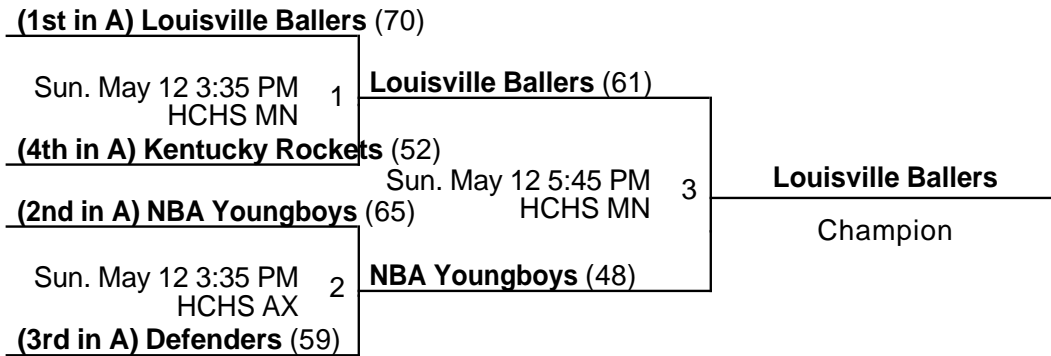 (1st in A) Louisville Ballers (70)
Sun. May 12 3:35 PM
HCHS MN
1
Louisville Ballers (61)
(4th in A) Kentucky Rockets (52)
Sun. May 12 5:45 PM
HCHS MN
3
Louisville Ballers
Champion
(2nd in A) NBA Youngboys (65)
Sun. May 12 3:35 PM
HCHS AX
2
NBA Youngboys (48)
(3rd in A) Defenders (59)